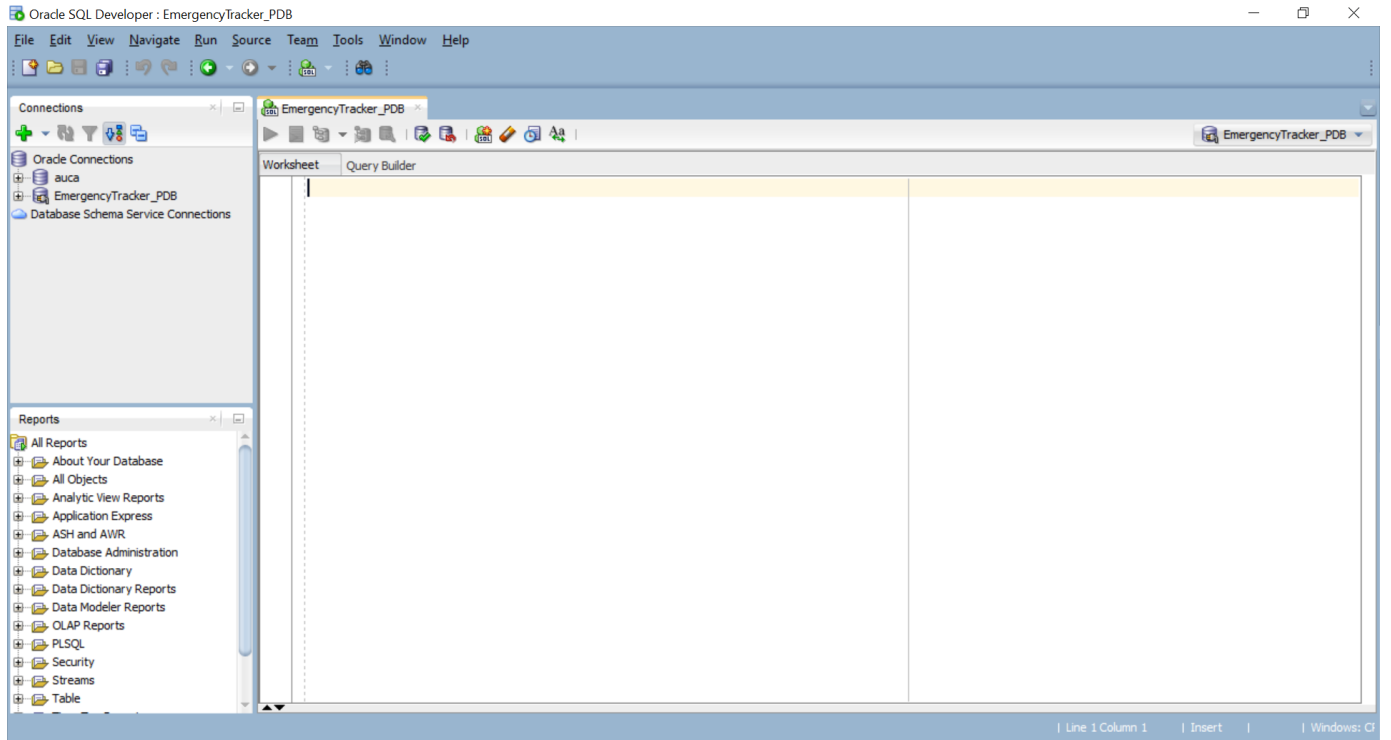 Oracle SQL Developer : EmergencyTracker_PDB
File Edit View Navigate Run Source Team Tools Window Help
SQL
Connections
EmergencyTracker_PDB
EmergencyTracker_PDB
Oracle Connections
auca
EmergencyTracker_PDB
Database Schema Service Connections
Worksheet Query Builder
Reports
All Reports
About Your Database
All Objects
Analytic View Reports
Application Express
ASH and AWR
Database Administration
Data Dictionary
Data Dictionary Reports
Data Modeler Reports
OLAP Reports
PLSQL
Security
Streams
Table
| Line 1 Column 1 | Insert | | Windows: Cl